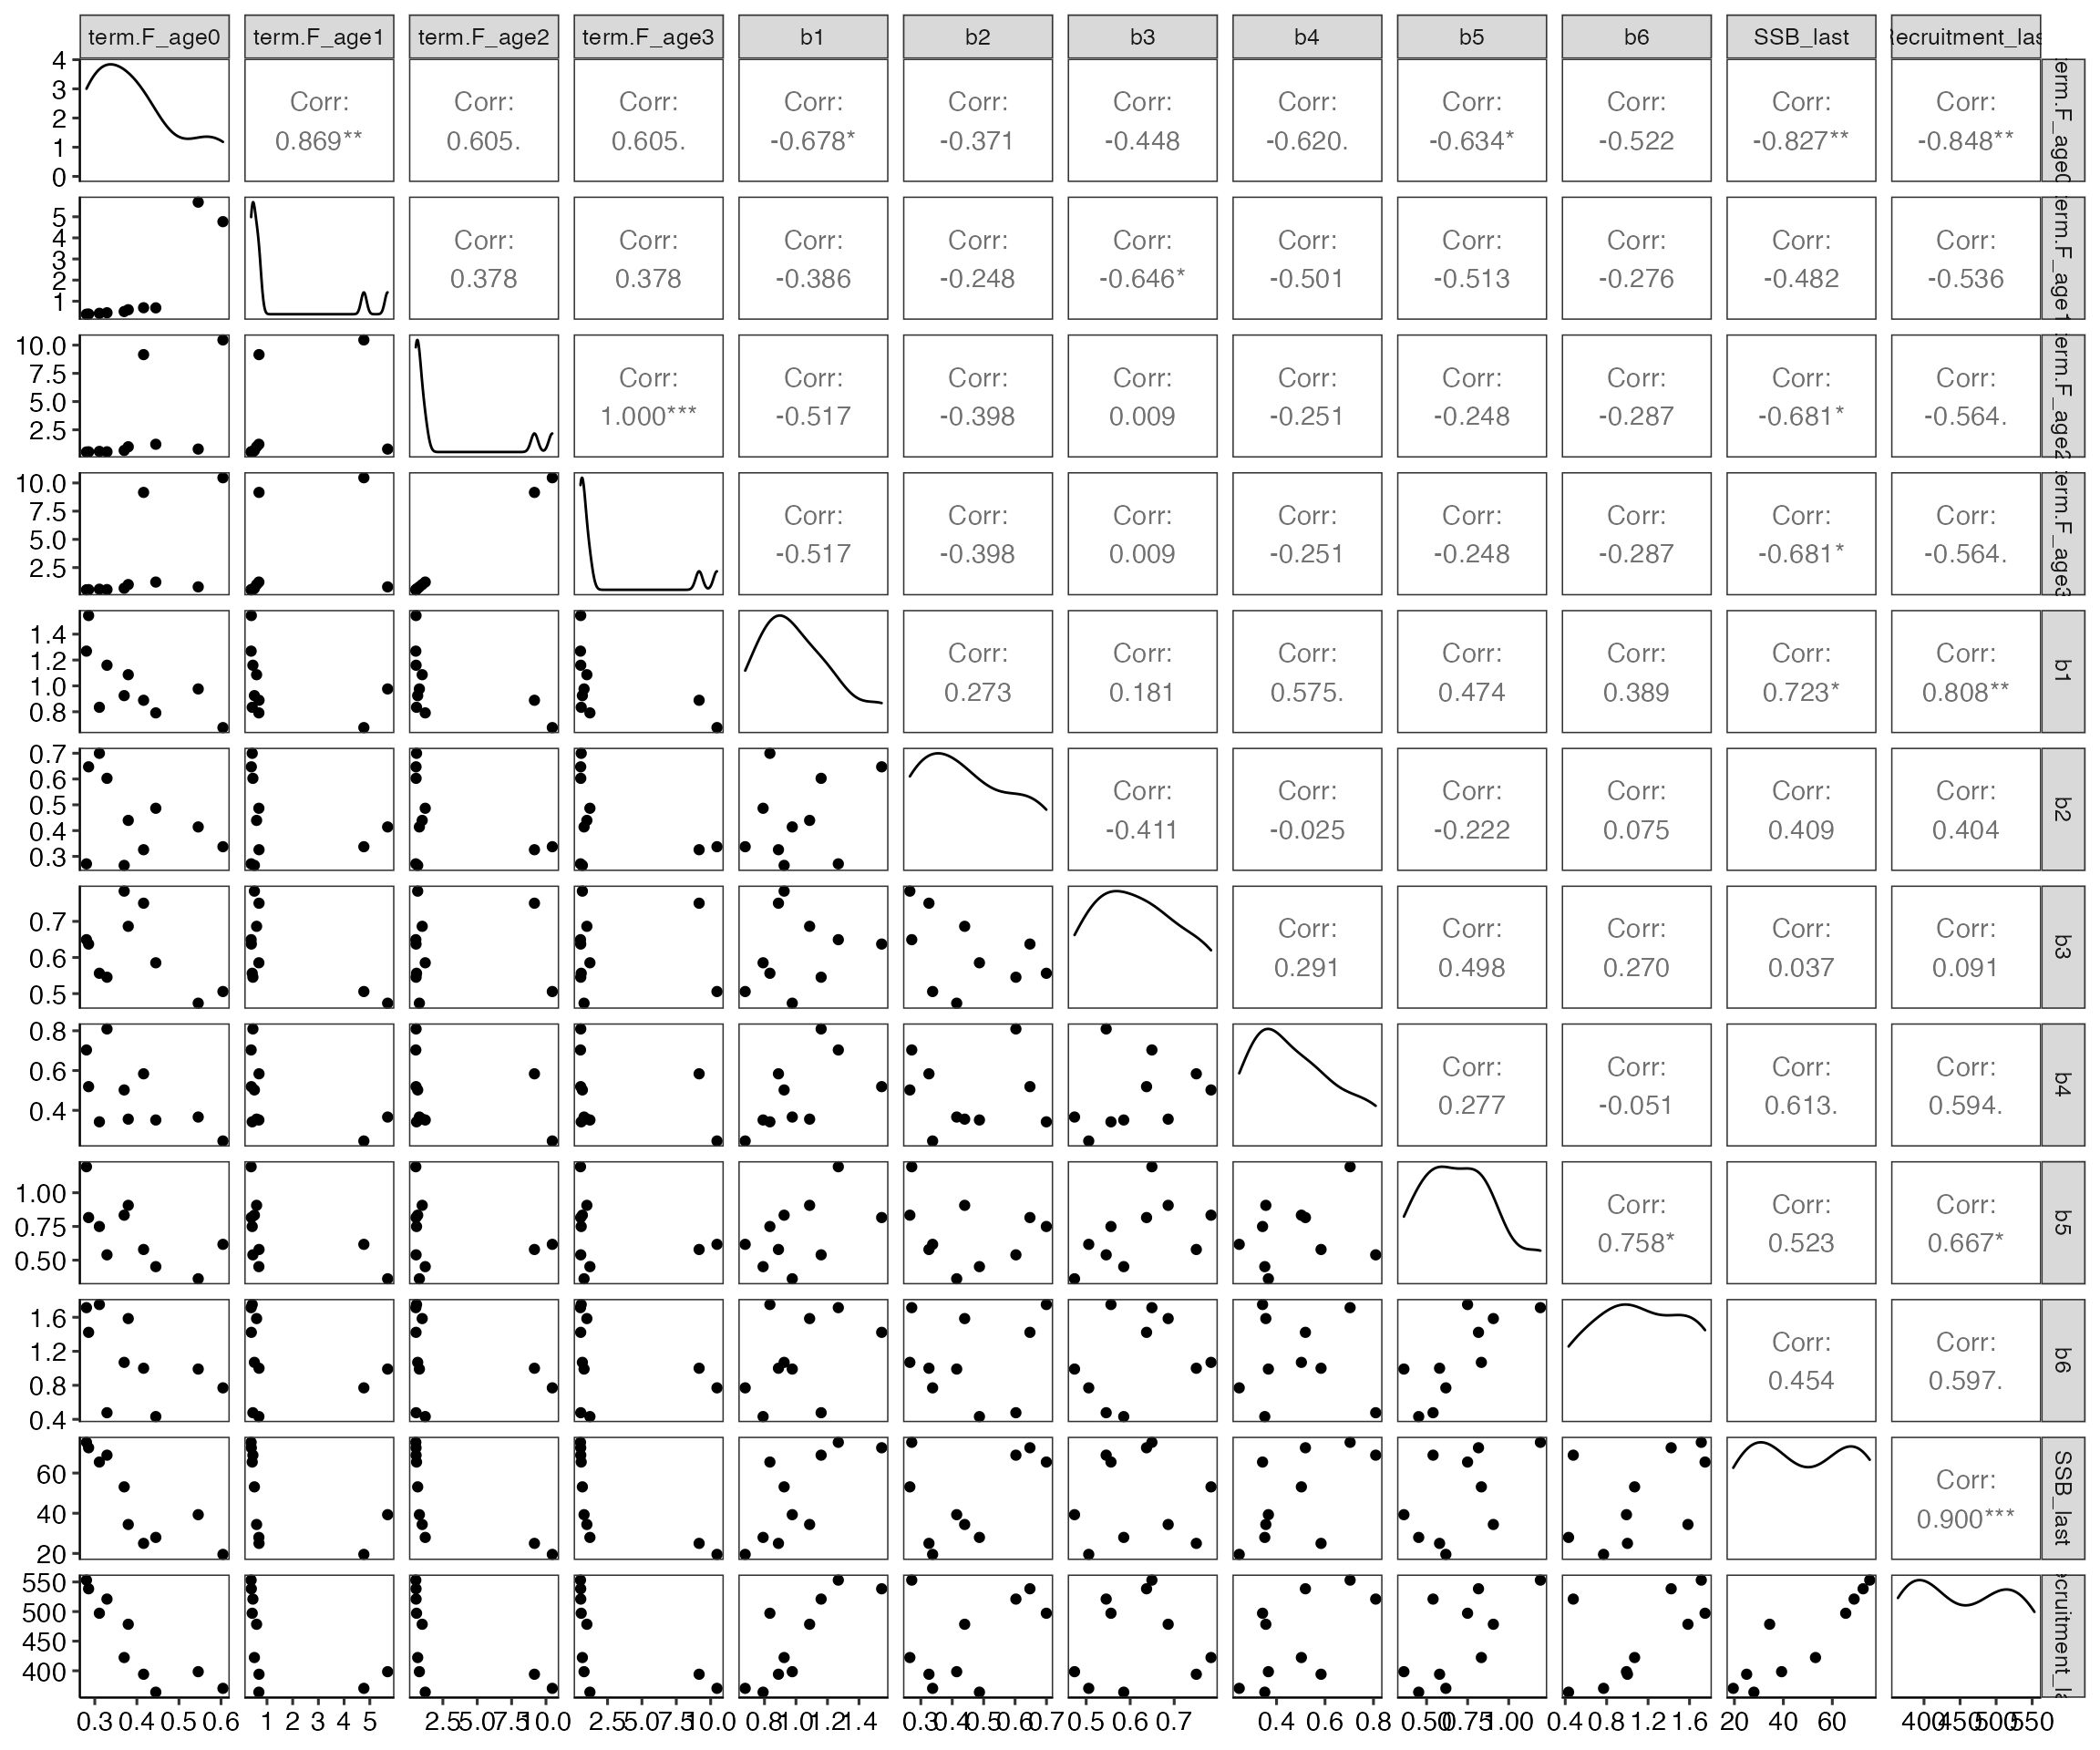 term.F_age0 term.F_age1 term.F_age2 term.F_age3 b1 b2 b3 b4 b5 b6 SSB_last ecruitment_las
4
3
2
1
0
Corr: Corr: Corr: Corr: Corr: Corr: Corr: Corr: Corr: Corr: Corr:
0.869** 0.605. 0.605. -0.678* -0.371 -0.448 -0.620. -0.634* -0.522 -0.827** -0.848**
erm.F_age0
5
4
3
2
1
Corr: Corr: Corr: Corr: Corr: Corr: Corr: Corr: Corr: Corr:
0.378 0.378 -0.386 -0.248 -0.646* -0.501 -0.513 -0.276 -0.482 -0.536
erm.F_age1
10.0
7.5
5.0
2.5
Corr: Corr: Corr: Corr: Corr: Corr: Corr: Corr: Corr:
1.000*** -0.517 -0.398 0.009 -0.251 -0.248 -0.287 -0.681* -0.564.
erm.F_age2
10.0
7.5
5.0
2.5
Corr: Corr: Corr: Corr: Corr: Corr: Corr: Corr:
-0.517 -0.398 0.009 -0.251 -0.248 -0.287 -0.681* -0.564.
erm.F_age3
1.4
1.2
1.0
0.8
Corr: Corr: Corr: Corr: Corr: Corr: Corr:
0.273 0.181 0.575. 0.474 0.389 0.723* 0.808**
b1
0.7
0.6
0.5
0.4
0.3
Corr: Corr: Corr: Corr: Corr: Corr:
-0.411 -0.025 -0.222 0.075 0.409 0.404
b2
0.7
0.6
0.5
Corr: Corr: Corr: Corr: Corr:
0.291 0.498 0.270 0.037 0.091
b3
0.8
0.6
0.4
Corr: Corr: Corr: Corr:
0.277 -0.051 0.613. 0.594.
b4
1.00
0.75
0.50
Corr: Corr: Corr:
0.758* 0.523 0.667*
b5
1.6
1.2
0.8
0.4
Corr: Corr:
0.454 0.597.
b6
60
40
20
Corr:
0.900***
SSB_last
550
500
450
400
ecruitment_la
0.3 0.4 0.5 0.6 1 2 3 4 5 2.5 5.0 7.5 10.0 2.5 5.0 7.5 10.0 0.8 1.0 1.2 1.4 0.3 0.4 0.5 0.6 0.7 0.5 0.6 0.7 0.4 0.6 0.8 0.50 0.75 1.00 0.4 0.8 1.2 1.6 20 40 60 400 450 500 550